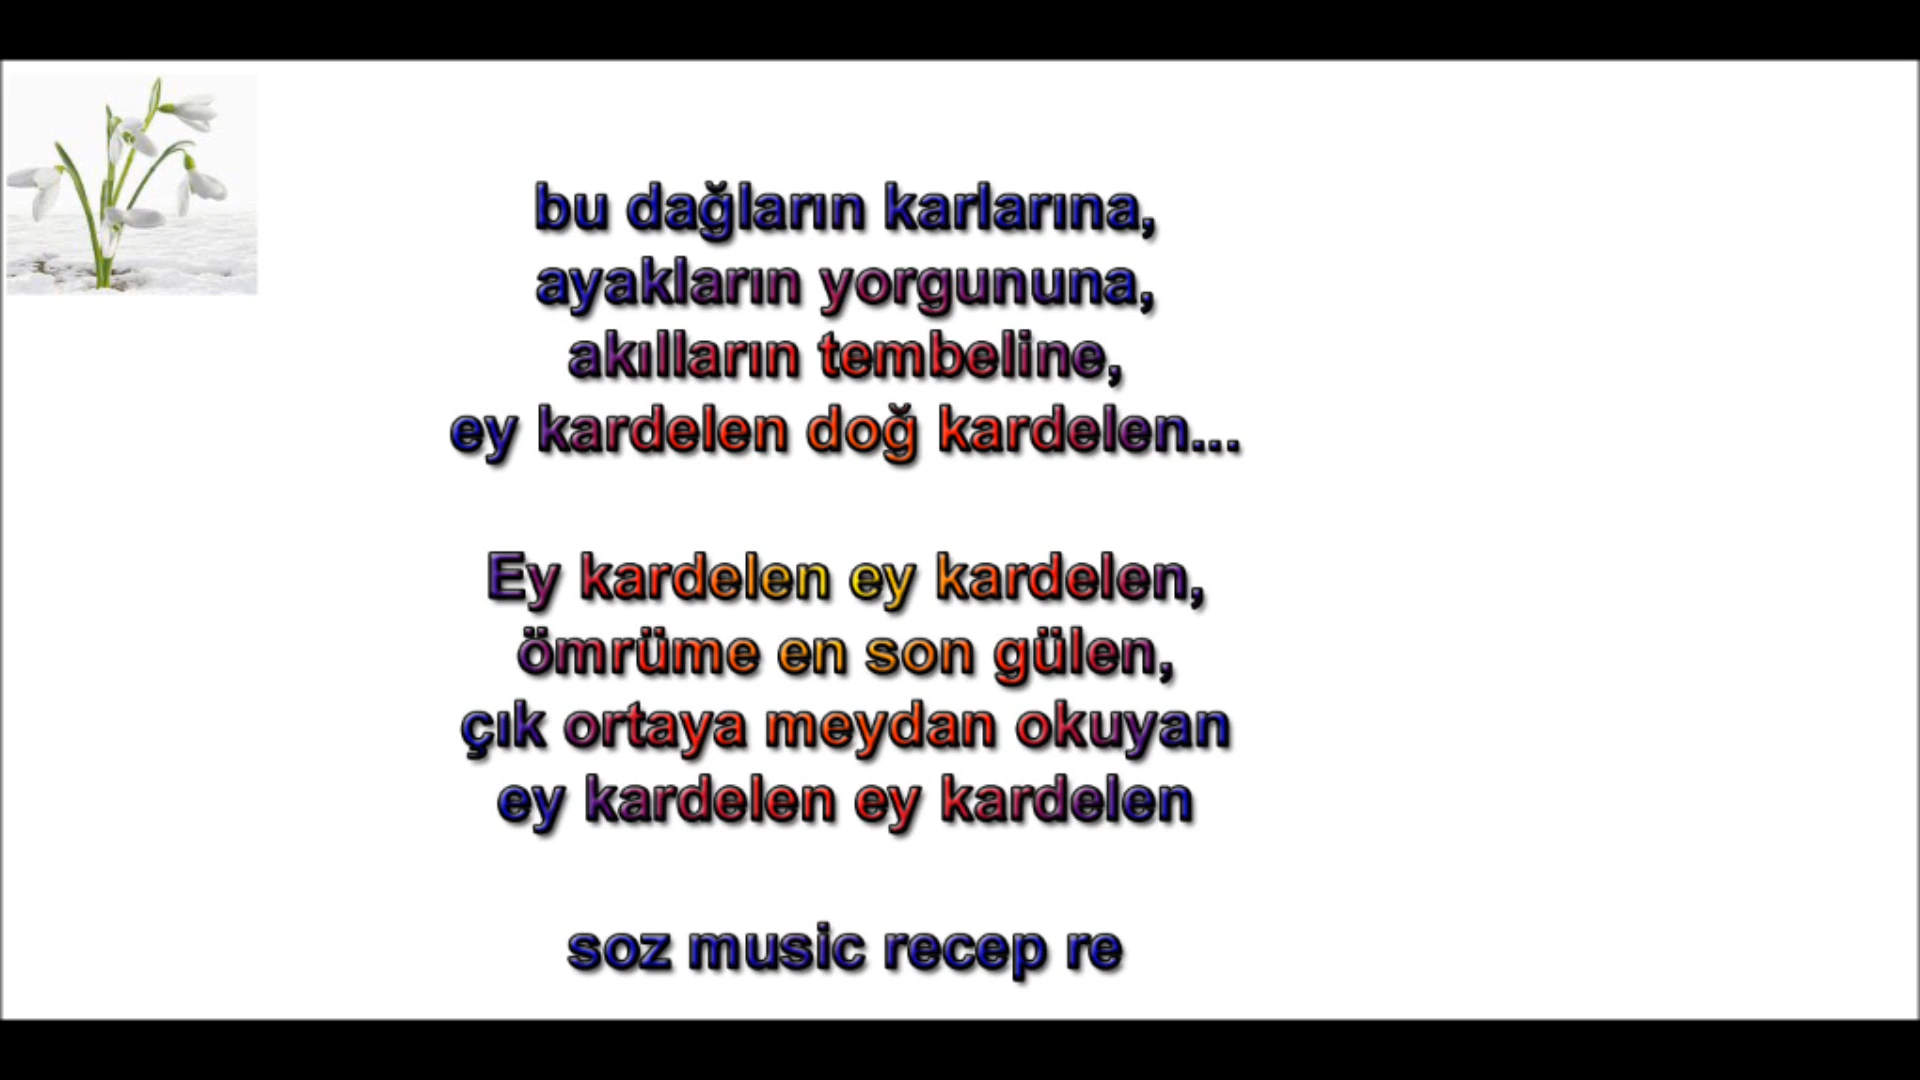 bu dağların karlarına,
ayakların yorgununa,
akılların tembeline,
ey kardelen doğ kardelen...
Ey kardelen ey kardelen,
ömrüme en son gülen,
çık ortaya meydan okuyan
ey kardelen ey kardelen
soz music recep re